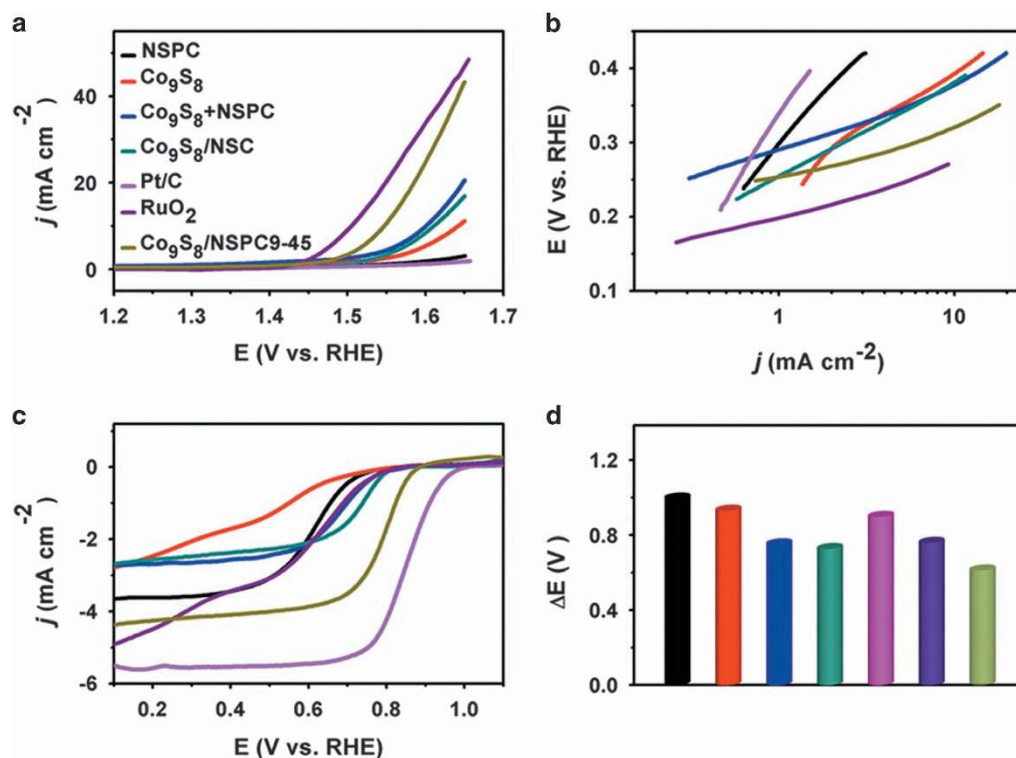 a
j (mA cm⁻²)
40
20
0
NSPC
Co₉S₈
Co₉S₈+NSPC
Co₉S₈/NSC
Pt/C
RuO₂
Co₉S₈/NSPC9-45
1.2 1.3 1.4 1.5 1.6 1.7
E (V vs. RHE)
b
E (V vs. RHE)
0.4
0.3
0.2
0.1
1 10
j (mA cm⁻²)
c
j (mA cm⁻²)
0
-2
-4
-6
0.2 0.4 0.6 0.8 1.0
E (V vs. RHE)
d
ΔE (V)
1.2
0.8
0.4
0.0